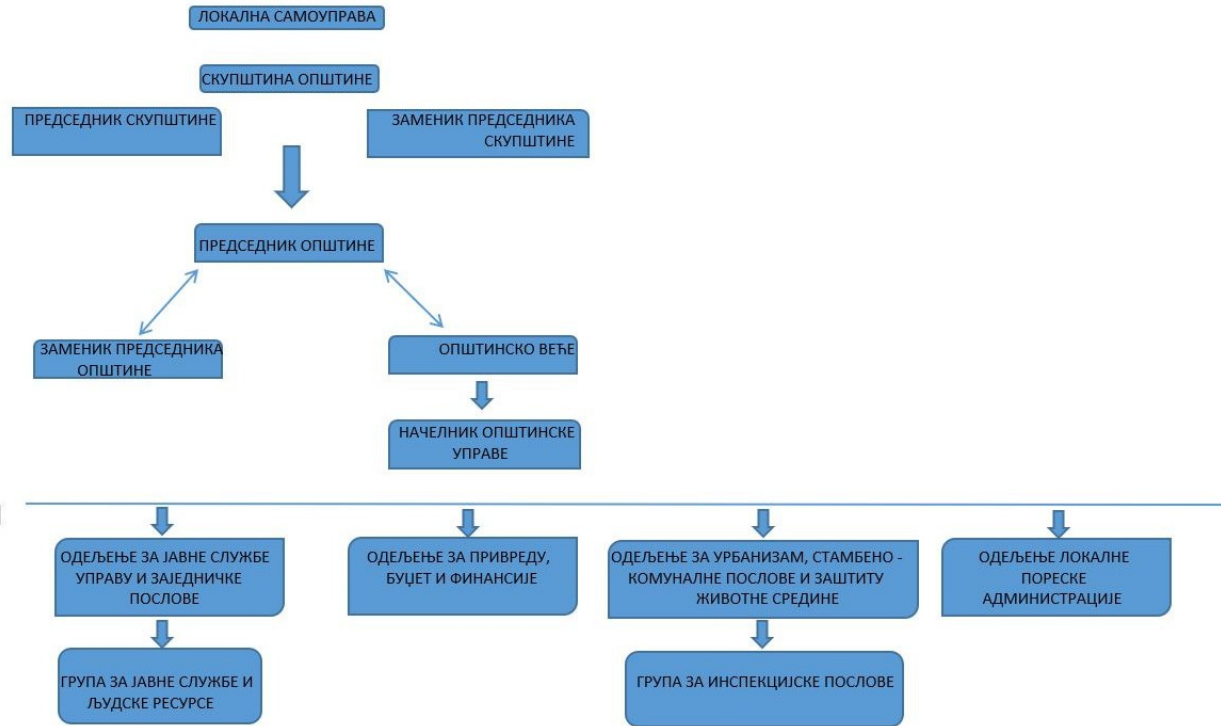 ЛОКАЛНА САМОУПРАВА
СКУПШТИНА ОПШТИНЕ
ПРЕДСЕДНИК СКУПШТИНЕ
ЗАМЕНИК ПРЕДСЕДНИКА
СКУПШТИНЕ
ПРЕДСЕДНИК ОПШТИНЕ
ЗАМЕНИК ПРЕДСЕДНИКА
ОПШТИНЕ
ОПШТИНСКО ВЕЋЕ
НАЧЕЛНИК ОПШТИНСКЕ
УПРАВЕ
ОДЕЉЕЊЕ ЗА ЈАВНЕ СЛУЖБЕ
УПРАВУ И ЗАЈЕДНИЧКЕ
ПОСЛОВЕ
ОДЕЉЕЊЕ ЗА ПРИВРЕДУ,
БУЏЕТ И ФИНАНСИЈЕ
ОДЕЉЕЊЕ ЗА УРБАНИЗАМ, СТАМБЕНО -
КОМУНАЛНЕ ПОСЛОВЕ И ЗАШТИТУ
ЖИВОТНЕ СРЕДИНЕ
ОДЕЉЕЊЕ ЛОКАЛНЕ
ПОРЕСКЕ
АДМИНИСТРАЦИЈЕ
ГРУПА ЗА ЈАВНЕ СЛУЖБЕ И
ЉУДСКЕ РЕСУРСЕ
ГРУПА ЗА ИНСПЕКЦИЈСКЕ ПОСЛОВЕ